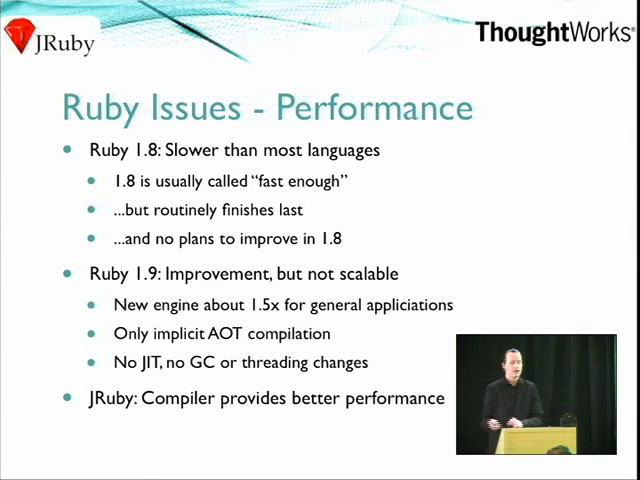 JRuby
ThoughtWorks®
Ruby Issues - Performance
Ruby 1.8: Slower than most languages
1.8 is usually called “fast enough”
...but routinely finishes last
...and no plans to improve in 1.8
Ruby 1.9: Improvement, but not scalable
New engine about 1.5x for general appliciations
Only implicit AOT compilation
No JIT, no GC or threading changes
JRuby: Compiler provides better performance